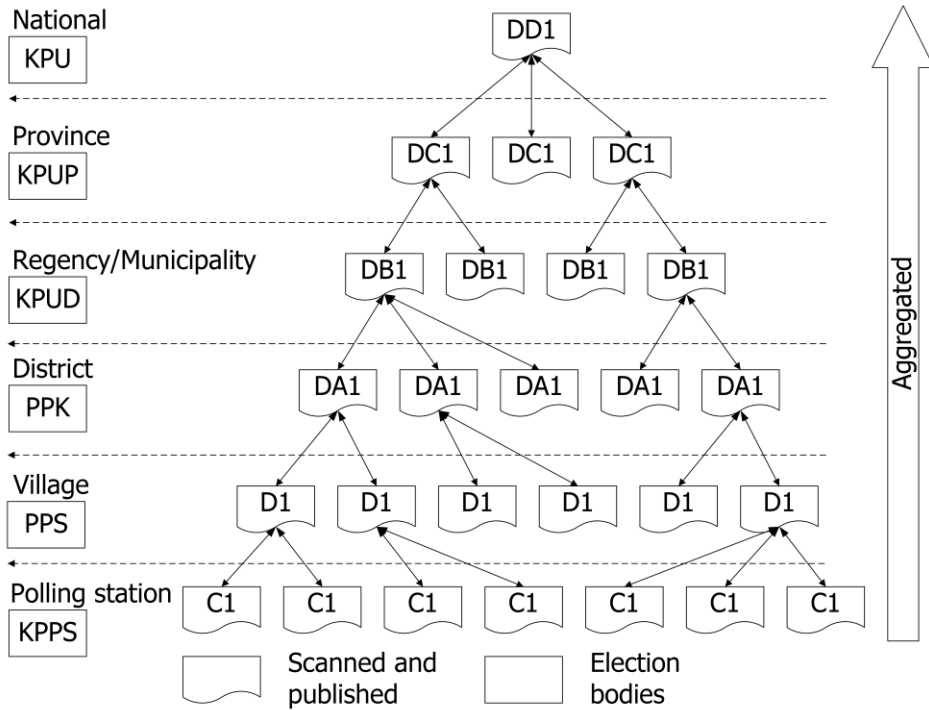 National
KPU
DD1
Province
KPUP
DC1 DC1 DC1
Regency/Municipality
KPUD
DB1 DB1 DB1 DB1
District
PPK
DA1 DA1 DA1 DA1 DA1
Village
PPS
D1 D1 D1 D1 D1 D1
Polling station
KPPS
C1 C1 C1 C1 C1 C1 C1
Aggregated
Scanned and
published
Election
bodies